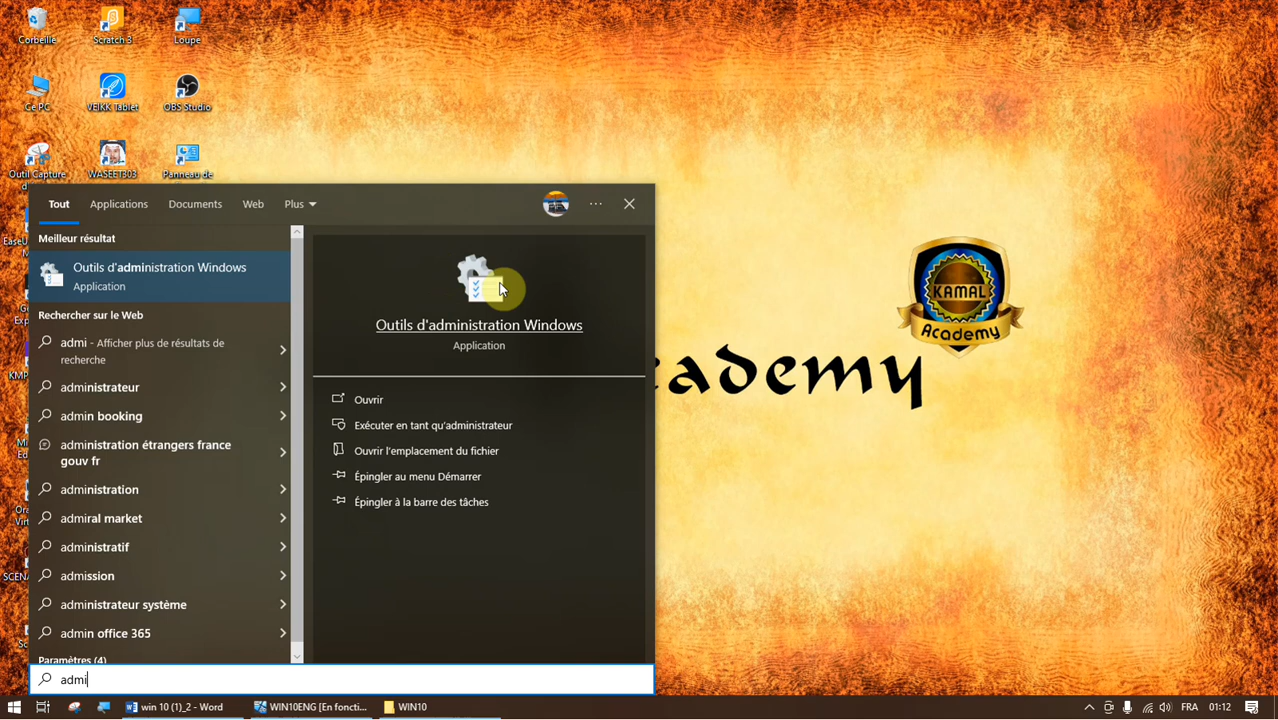 Corbeille
Scratch 3
Loupe
Ce PC
VEIKK Tablet
OBS Studio
Outil Capture
WASEET303
Panneau de
Tout
Applications
Documents
Web
Plus
Meilleur résultat
Outils d'administration Windows
Application
Rechercher sur le Web
admi - Afficher plus de résultats de
recherche
administrateur
admin booking
administration étrangers france
gouv fr
administration
admiral market
administratif
admission
administrateur système
admin office 365
Paramètres (4)
Outils d'administration Windows
Application
Ouvrir
Exécuter en tant qu'administrateur
Ouvrir l'emplacement du fichier
Épingler au menu Démarrer
Épingler à la barre des tâches
KAMAL
Academy
cademy
admi
win 10 (1)_2 - Word
WIN10ENG [En foncti...
WIN10
FRA
01:12